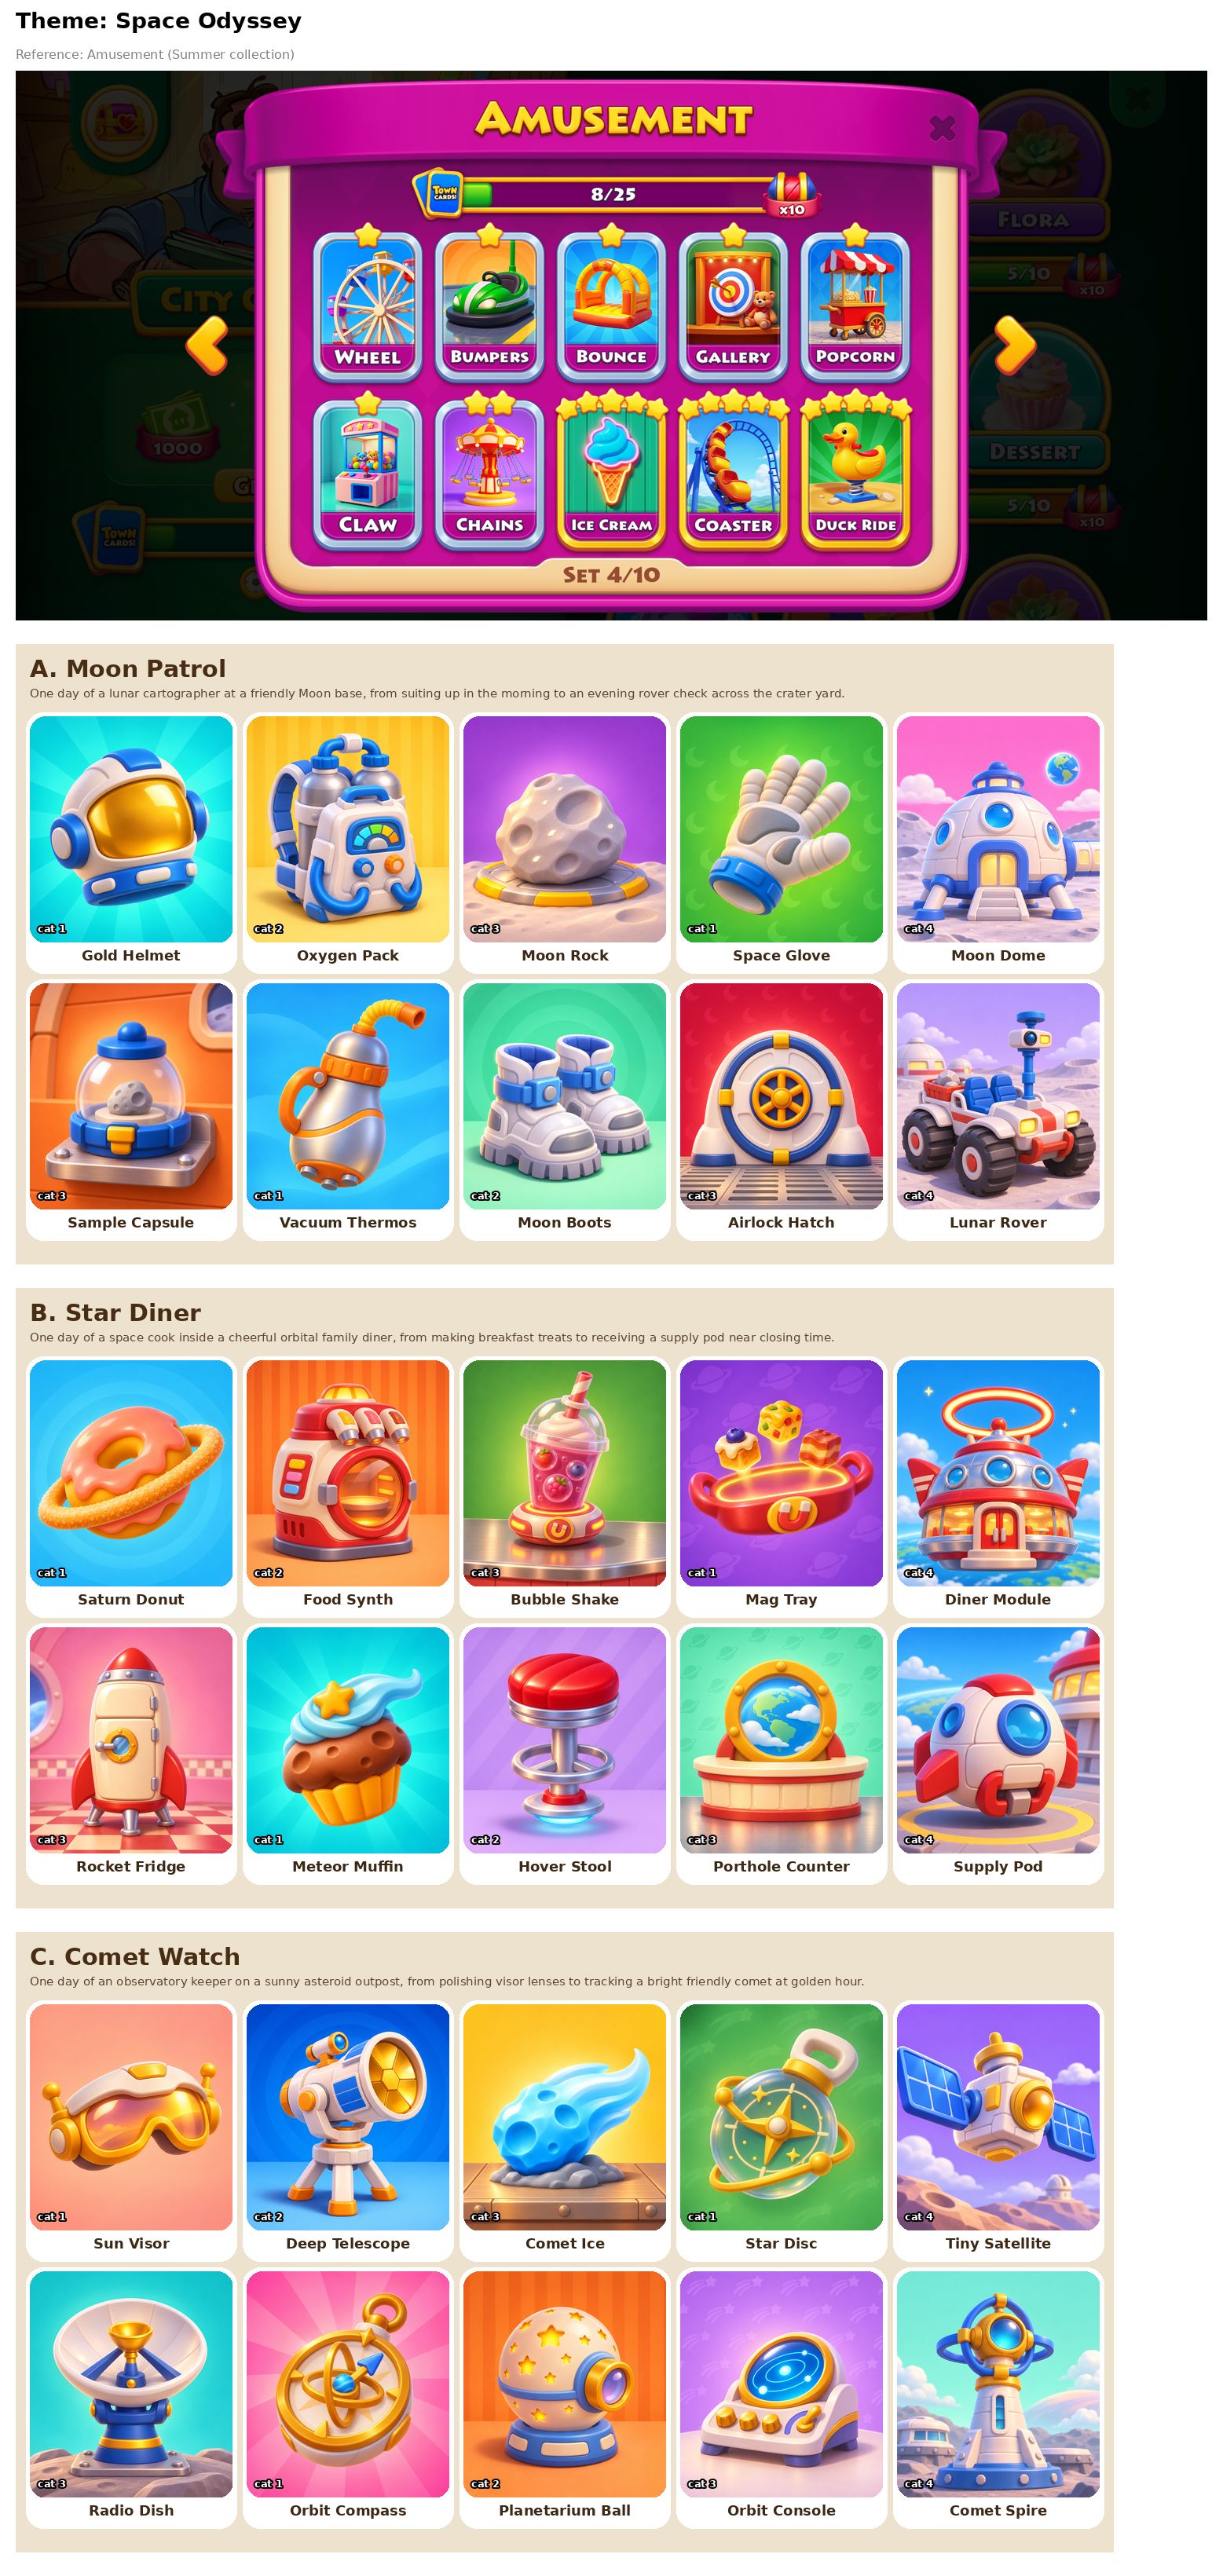 Theme: Space Odyssey
Reference: Amusement (Summer collection)
AMUSEMENT
TOWN CARDS!
8/25
x10
FLORA
5/10
x10
CITY
1000
WHEEL
BUMPERS
BOUNCE
GALLERY
POPCORN
CLAW
CHAINS
ICE CREAM
COASTER
DUCK RIDE
DESSERT
5/10
x10
TOWN CARDS!
SET 4/10
A. Moon Patrol
One day of a lunar cartographer at a friendly Moon base, from suiting up in the morning to an evening rover check across the crater yard.
cat 1
cat 2
cat 3
cat 1
cat 4
Gold Helmet
Oxygen Pack
Moon Rock
Space Glove
Moon Dome
cat 3
cat 1
cat 2
cat 3
cat 4
Sample Capsule
Vacuum Thermos
Moon Boots
Airlock Hatch
Lunar Rover
B. Star Diner
One day of a space cook inside a cheerful orbital family diner, from making breakfast treats to receiving a supply pod near closing time.
cat 1
cat 2
cat 3
cat 1
cat 4
Saturn Donut
Food Synth
Bubble Shake
Mag Tray
Diner Module
cat 3
cat 1
cat 2
cat 3
cat 4
Rocket Fridge
Meteor Muffin
Hover Stool
Porthole Counter
Supply Pod
C. Comet Watch
One day of an observatory keeper on a sunny asteroid outpost, from polishing visor lenses to tracking a bright friendly comet at golden hour.
cat 1
cat 2
cat 3
cat 1
cat 4
Sun Visor
Deep Telescope
Comet Ice
Star Disc
Tiny Satellite
cat 3
cat 1
cat 2
cat 3
cat 4
Radio Dish
Orbit Compass
Planetarium Ball
Orbit Console
Comet Spire